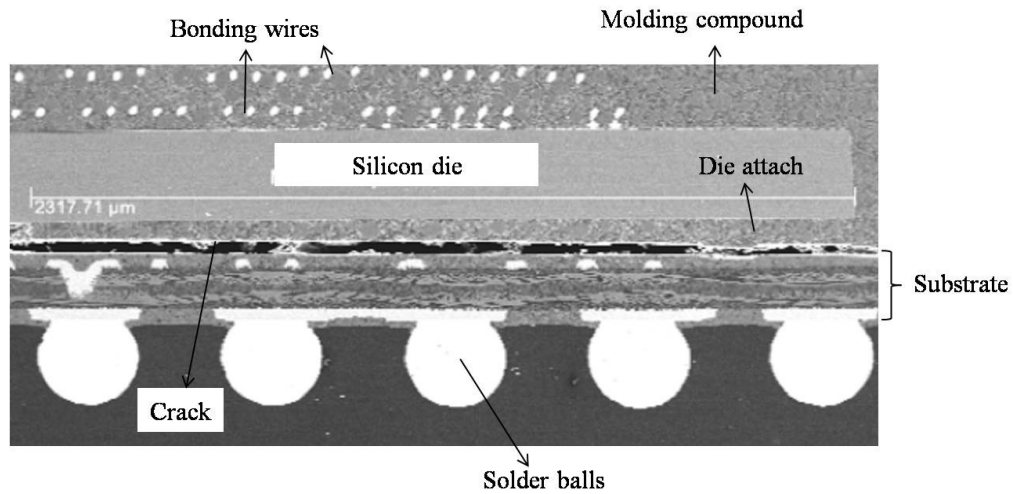 Bonding wires
Molding compound
Silicon die
Die attach
2317.71 µm
Substrate
Crack
Solder balls